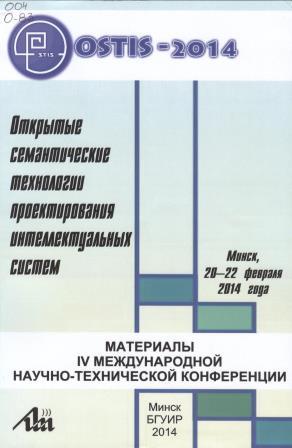 004
О-83
OSTIS-2014
OSTIS
Открытые
семантические
технологии
проектирования
интеллектуальных
систем
Минск,
20–22 февраля
2014 года
МАТЕРИАЛЫ
IV МЕЖДУНАРОДНОЙ
НАУЧНО-ТЕХНИЧЕСКОЙ КОНФЕРЕНЦИИ
Минск
БГУИР
2014